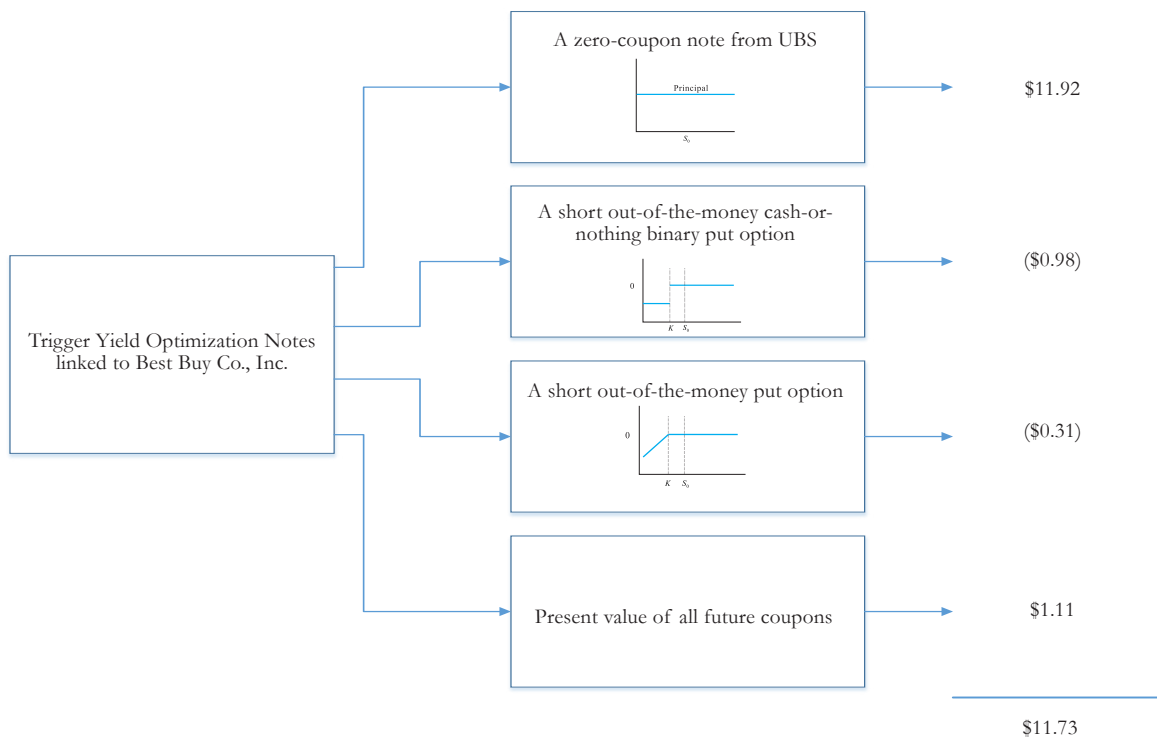 Trigger Yield Optimization Notes
linked to Best Buy Co., Inc.
A zero-coupon note from UBS
Principal
S0
$11.92
A short out-of-the-money cash-or-
nothing binary put option
0
K S0
($0.98)
A short out-of-the-money put option
0
K S0
($0.31)
Present value of all future coupons
$1.11
$11.73